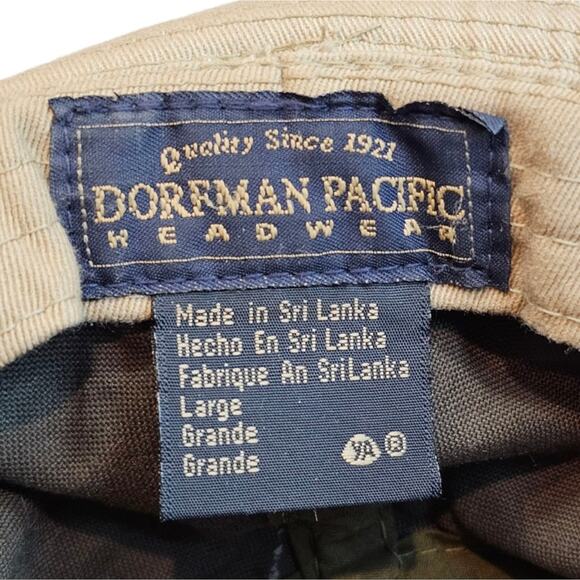 Quality Since 1921
DORFMAN PACIFIC
HEADWEAR
Made in Sri Lanka
Hecho En Sri Lanka
Fabrique An SriLanka
Large
Grande
Grande
YA ®